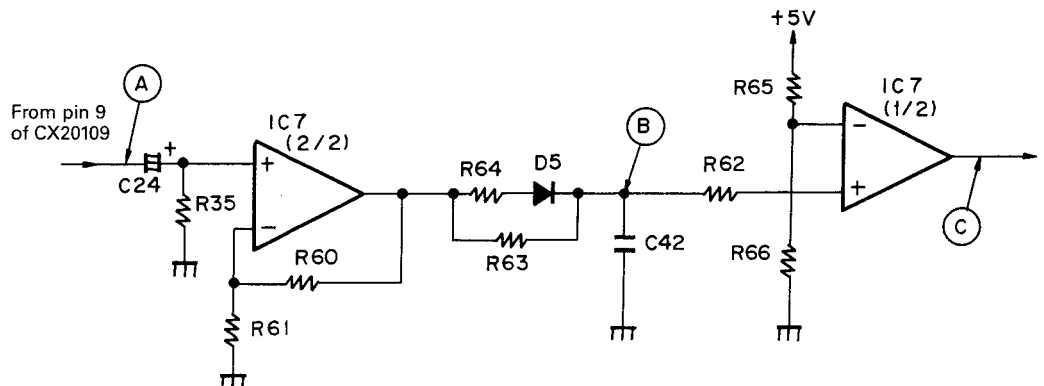 +5V
A
From pin 9
of CX20109
IC7
(2/2)
R65
IC7
(1/2)
B
+
C24
+
R64
D5
R62
−
+
R35
−
R60
R63
C42
R66
C
R61